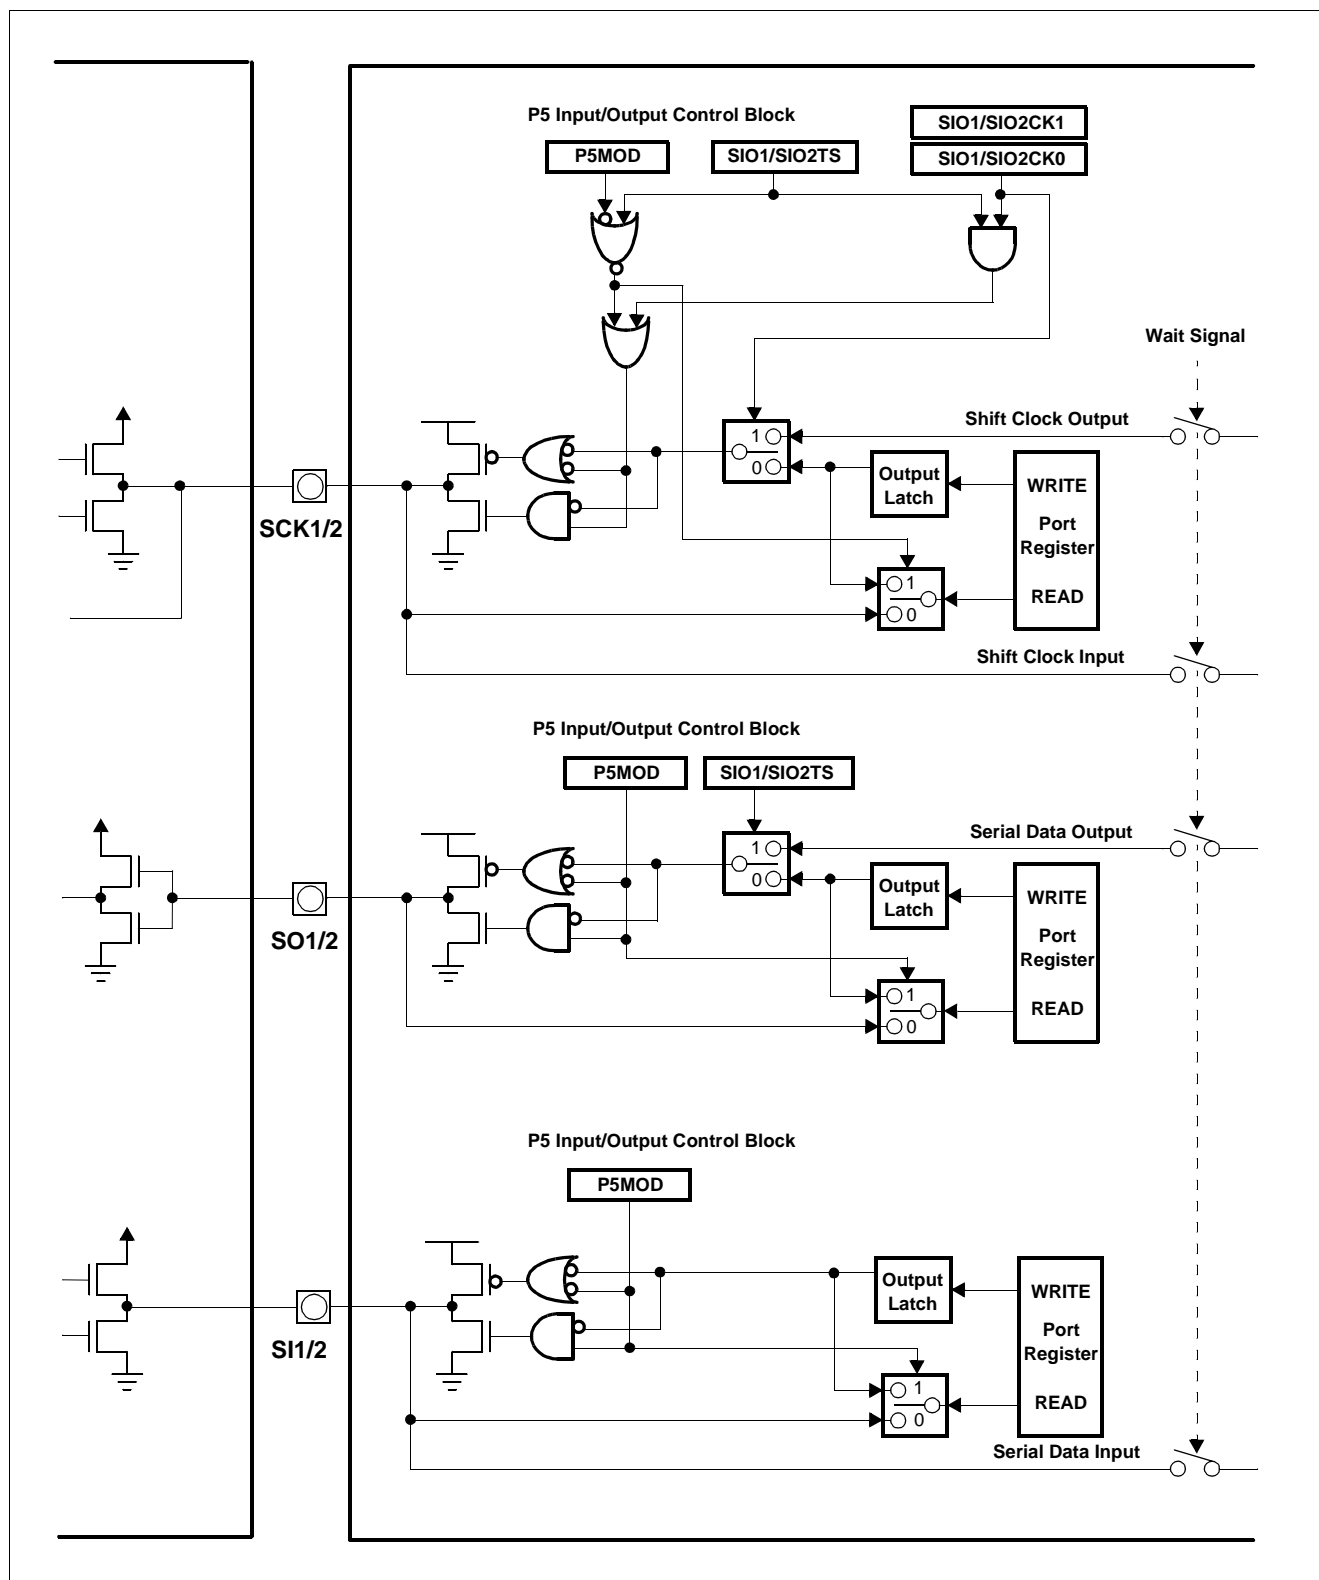 P5 Input/Output Control Block
SIO1/SIO2CK1
P5MOD
SIO1/SIO2TS
SIO1/SIO2CK0
Wait Signal
Shift Clock Output
1
0
Output
Latch
WRITE
Port
Register
READ
SCK1/2
1
0
Shift Clock Input
P5 Input/Output Control Block
P5MOD
SIO1/SIO2TS
Serial Data Output
1
0
Output
Latch
WRITE
Port
Register
READ
SO1/2
1
0
P5 Input/Output Control Block
P5MOD
Output
Latch
WRITE
Port
Register
READ
SI1/2
1
0
Serial Data Input